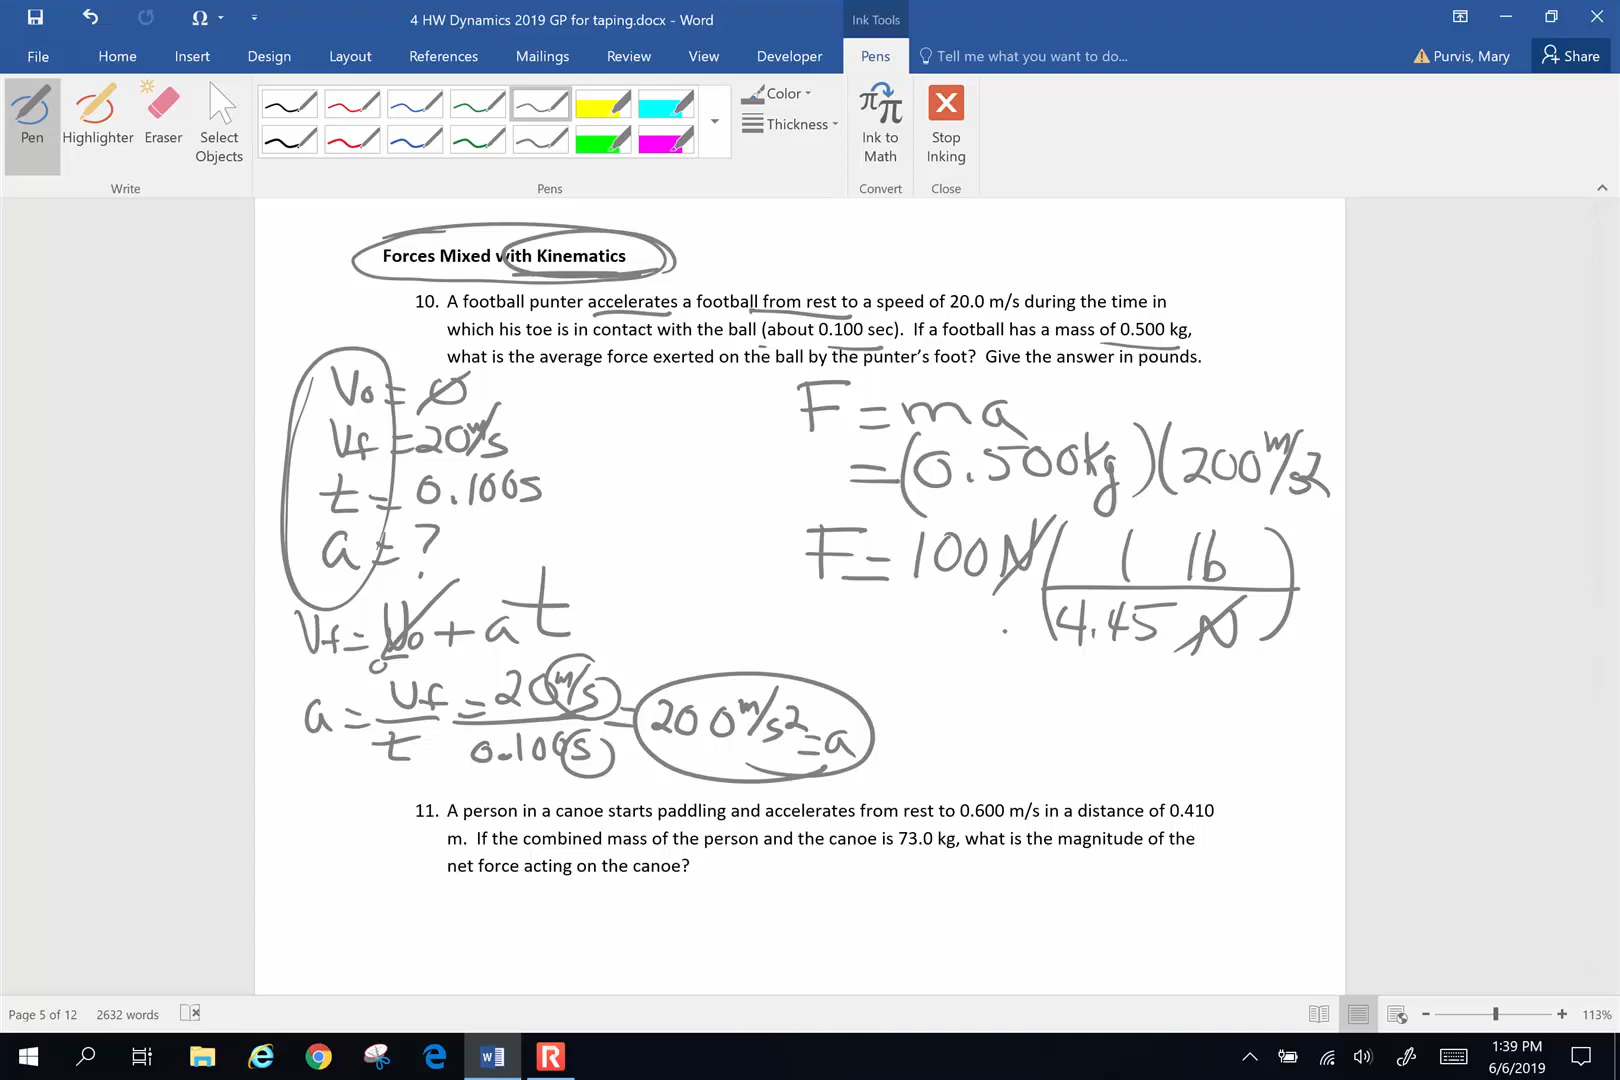 4 HW Dynamics 2019 GP for taping.docx - Word
Ink Tools
File Home Insert Design Layout References Mailings Review View Developer Pens Tell me what you want to do... Purvis, Mary Share
Pen Highlighter Eraser Select Objects
Color
Thickness
Ink to Math
Stop Inking
Write Pens Convert Close
Forces Mixed with Kinematics
10. A football punter accelerates a football from rest to a speed of 20.0 m/s during the time in
which his toe is in contact with the ball (about 0.100 sec). If a football has a mass of 0.500 kg,
what is the average force exerted on the ball by the punter's foot? Give the answer in pounds.
Vo = 0
Vf = 20 m/s
t = 0.100s
a = ?
Vf = Vo + at
0
a = Vf/t = 20 m/s / 0.100s = 200 m/s2 = a
F = ma
= (0.500kg)(200 m/s2
F = 100 N (1 lb / 4.45 N)
11. A person in a canoe starts paddling and accelerates from rest to 0.600 m/s in a distance of 0.410
m. If the combined mass of the person and the canoe is 73.0 kg, what is the magnitude of the
net force acting on the canoe?
Page 5 of 12 2632 words 113%
1:39 PM
6/6/2019